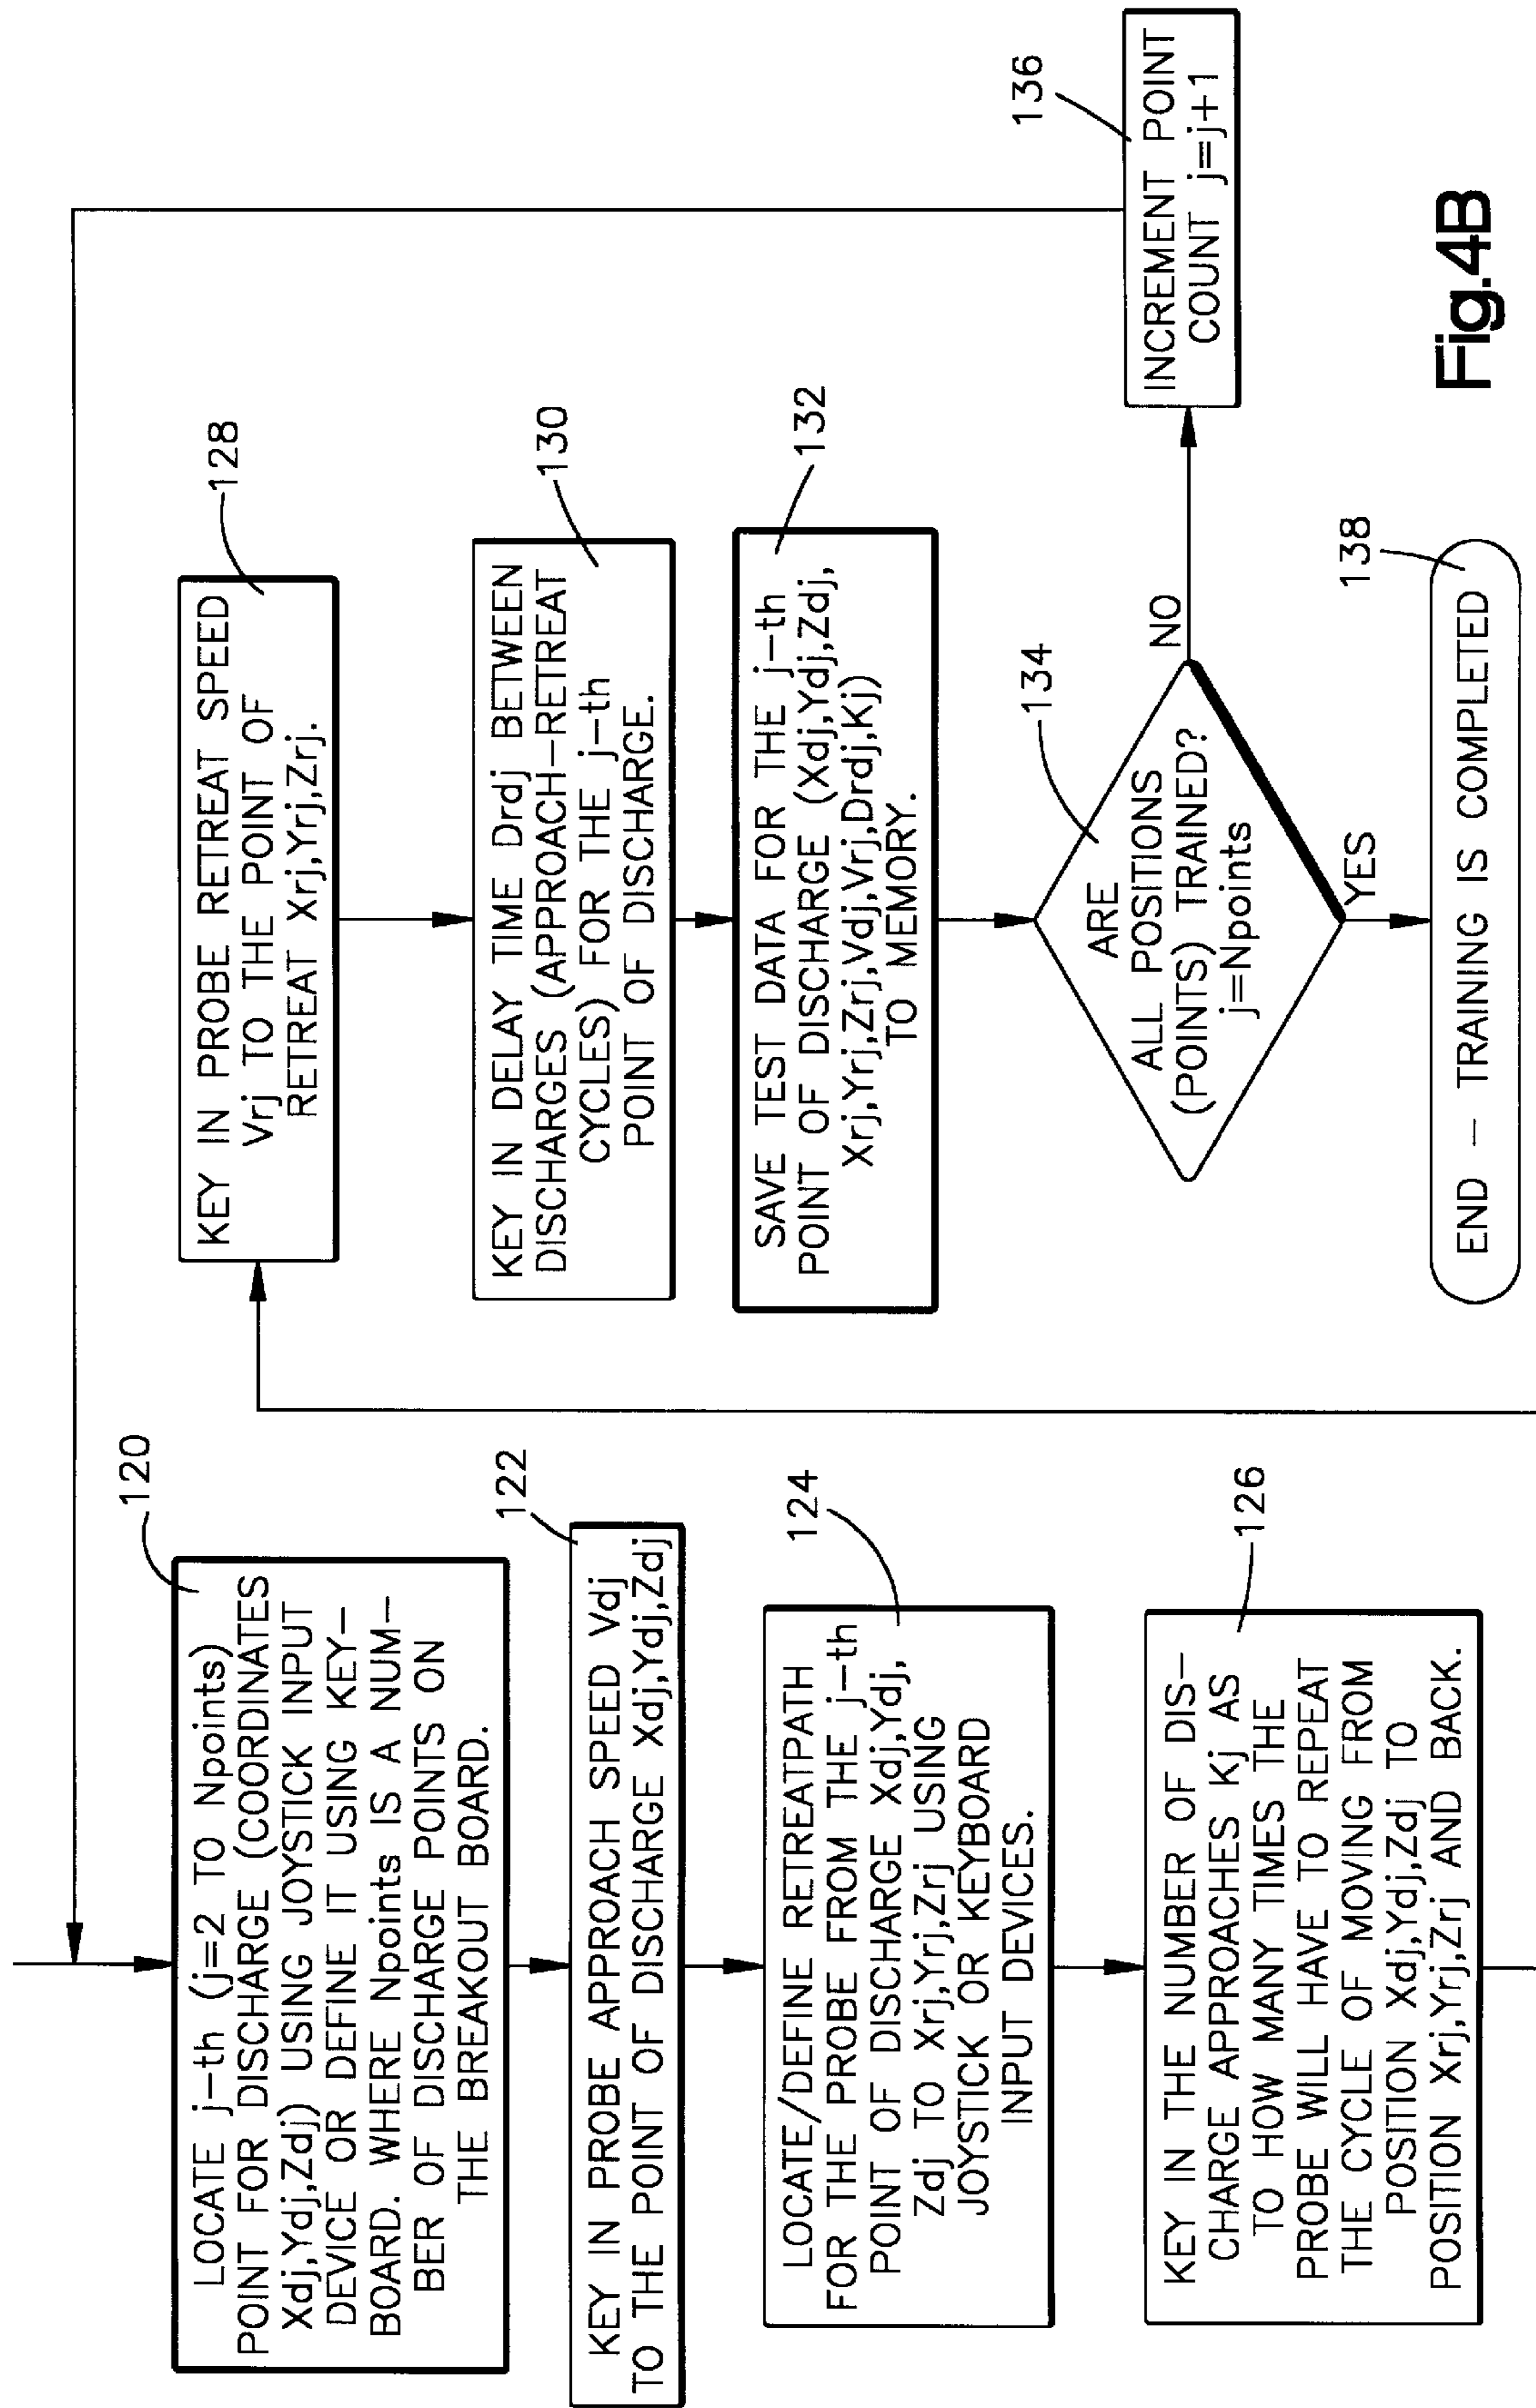 120
LOCATE j-th (j=2 TO Npoints)
POINT FOR DISCHARGE (COORDINATES
Xdj,Ydj,Zdj) USING JOYSTICK INPUT
DEVICE OR DEFINE IT USING KEY-
BOARD. WHERE Npoints IS A NUM-
BER OF DISCHARGE POINTS ON
THE BREAKOUT BOARD.
122
KEY IN PROBE APPROACH SPEED Vdj
TO THE POINT OF DISCHARGE Xdj,Ydj,Zdj
124
LOCATE/DEFINE RETREATPATH
FOR THE PROBE FROM THE j-th
POINT OF DISCHARGE Xdj,Ydj,
Zdj TO Xrj,Yrj,Zrj USING
JOYSTICK OR KEYBOARD
INPUT DEVICES.
126
KEY IN THE NUMBER OF DIS-
CHARGE APPROACHES Kj AS
TO HOW MANY TIMES THE
PROBE WILL HAVE TO REPEAT
THE CYCLE OF MOVING FROM
POSITION Xdj,Ydj,Zdj TO
POSITION Xrj,Yrj,Zrj AND BACK.
128
KEY IN PROBE RETREAT SPEED
Vrj TO THE POINT OF
RETREAT Xrj,Yrj,Zrj.
130
KEY IN DELAY TIME Drdj BETWEEN
DISCHARGES (APPROACH-RETREAT
CYCLES) FOR THE j-th
POINT OF DISCHARGE.
132
SAVE TEST DATA FOR THE j-th
POINT OF DISCHARGE (Xdj,Ydj,Zdj,
Xrj,Yrj,Zrj,Vdj,Vrj,Drdj,Kj)
TO MEMORY.
134
ARE
ALL POSITIONS
(POINTS) TRAINED?
j=Npoints
NO
YES
136
INCREMENT POINT
COUNT j=j+1
138
END - TRAINING IS COMPLETED
Fig.4B